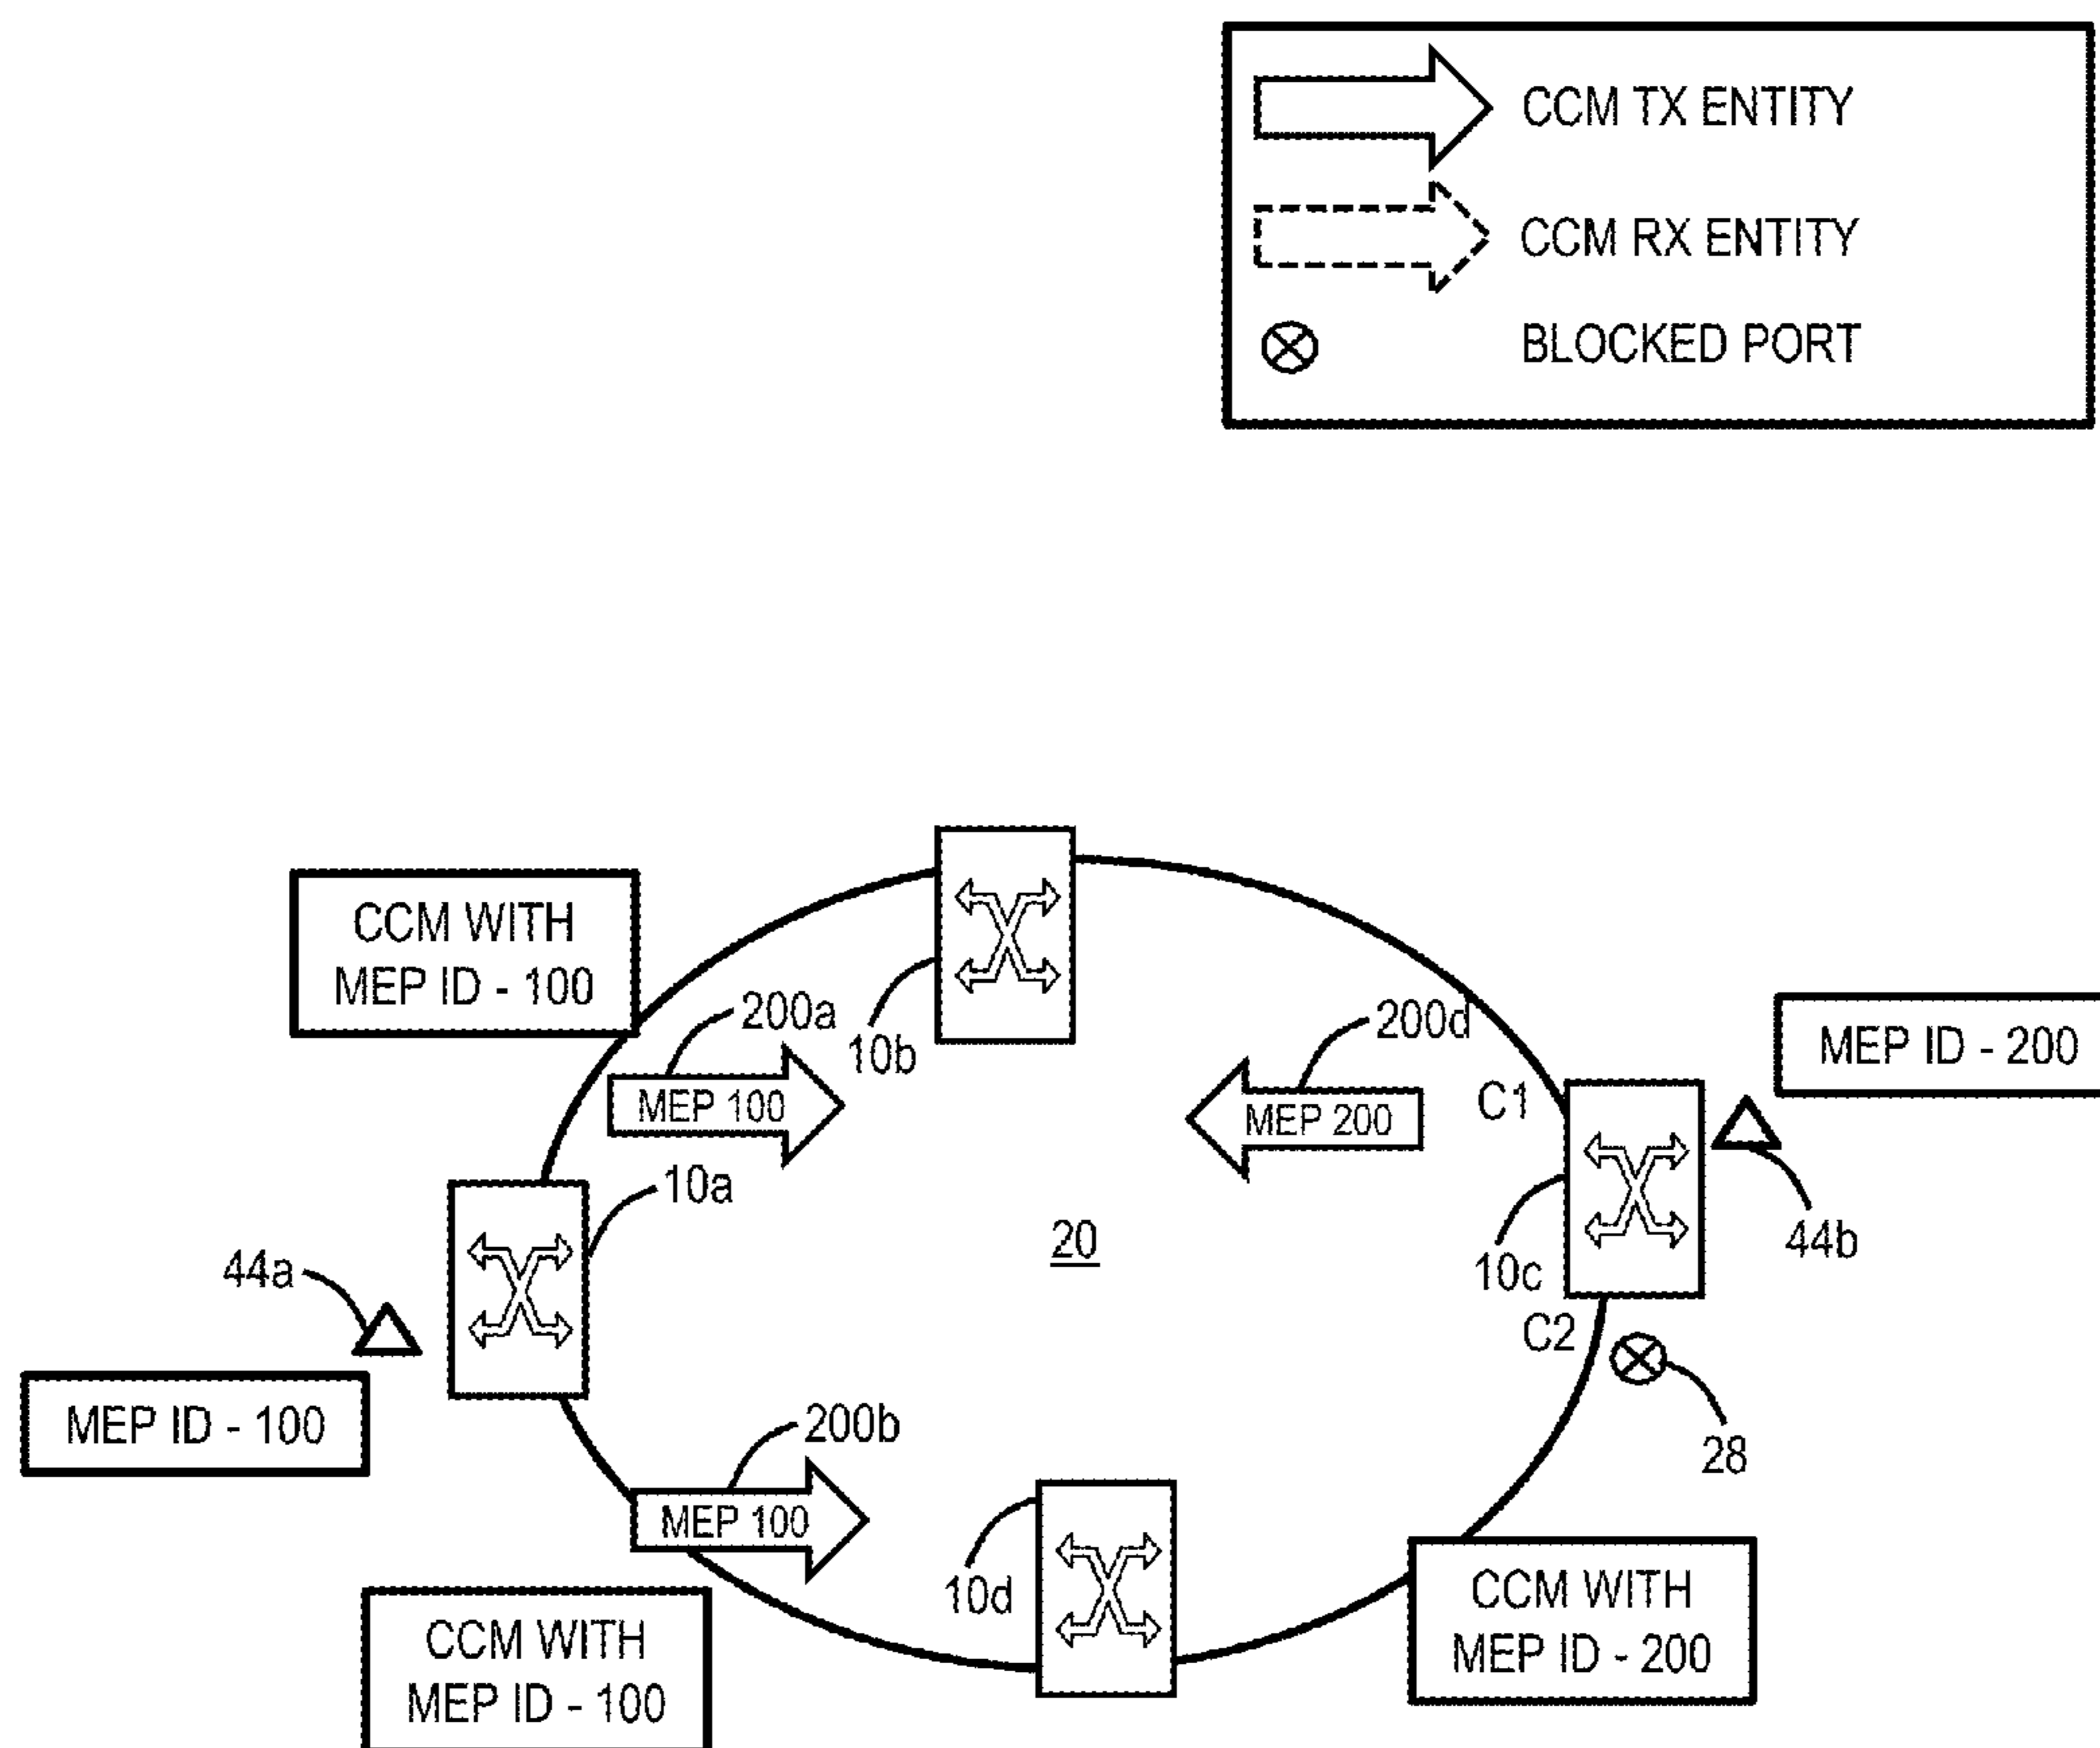 CCM TX ENTITY
CCM RX ENTITY
BLOCKED PORT
CCM WITH
MEP ID - 100
200a
10b
200d
MEP ID - 200
MEP 100
MEP 200
C1
10a
44a
20
10c
44b
C2
MEP ID - 100
200b
28
MEP 100
10d
CCM WITH
MEP ID - 100
CCM WITH
MEP ID - 200